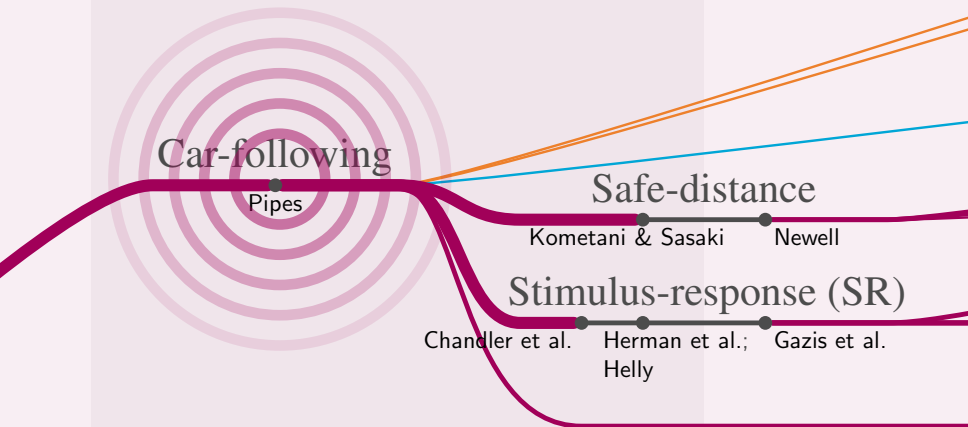 Car-following
Pipes
Safe-distance
Kometani & Sasaki
Newell
Stimulus-response (SR)
Chandler et al.
Herman et al.;
Helly
Gazis et al.